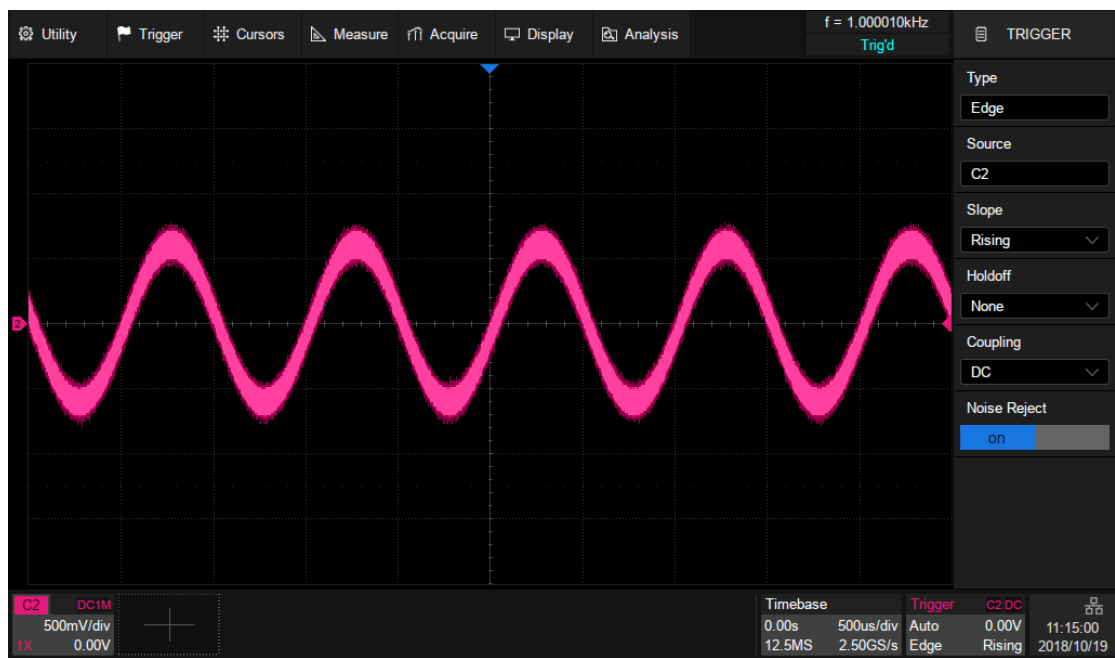 Utility Trigger Cursors Measure Acquire Display Analysis
f = 1.000010kHz
Trig'd
TRIGGER
Type
Edge
Source
C2
Slope
Rising
Holdoff
None
Coupling
DC
Noise Reject
on
2
C2 DC1M
500mV/div
1X 0.00V
Timebase
0.00s 500us/div
12.5MS 2.50GS/s
Trigger C2 DC
Auto 0.00V
Edge Rising
11:15:00
2018/10/19